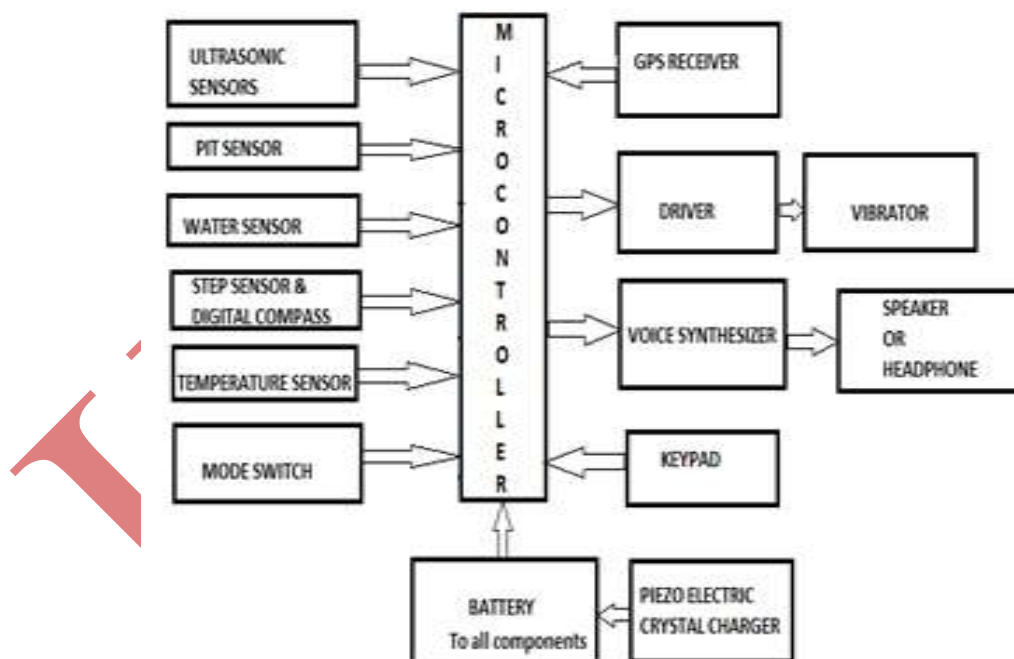 ULTRASONIC
SENSORS
PIT SENSOR
WATER SENSOR
STEP SENSOR &
DIGITAL COMPASS
TEMPERATURE SENSOR
MODE SWITCH
MICROCONTROLLER
GPS RECEIVER
DRIVER
VIBRATOR
VOICE SYNTHESIZER
SPEAKER
OR
HEADPHONE
KEYPAD
BATTERY
To all components
PIEZO ELECTRIC
CRYSTAL CHARGER